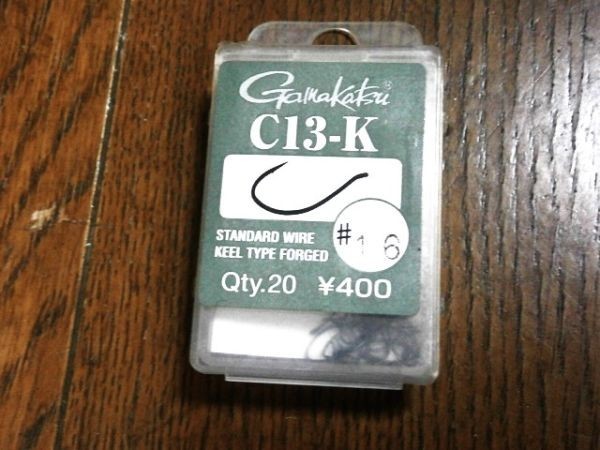 Gamakatsu®
C13-K
STANDARD WIRE
KEEL TYPE FORGED
#16
Qty.20 ¥400